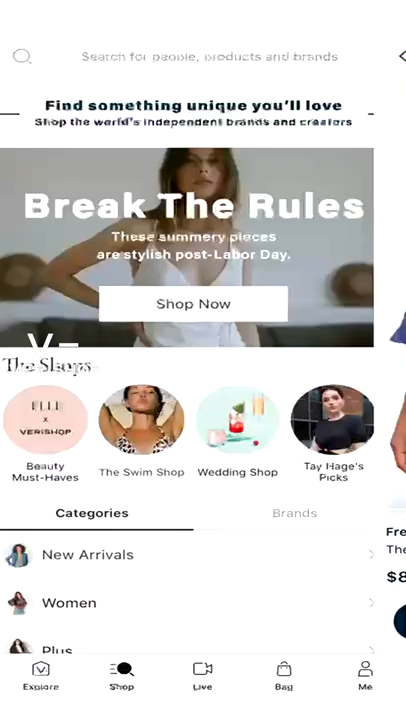 Search for people, products and brands
Find something unique you'll love
Shop the world's independent brands and creators
Break The Rules
These summery pieces
are stylish post-Labor Day.
Shop Now
The Shops
ELLE
x
VERISHOP
Beauty
Must-Haves
The Swim Shop
Wedding Shop
Tay Hage's
Picks
Categories
Brands
New Arrivals
Women
Plus
Explore
Shop
Live
Bag
Me